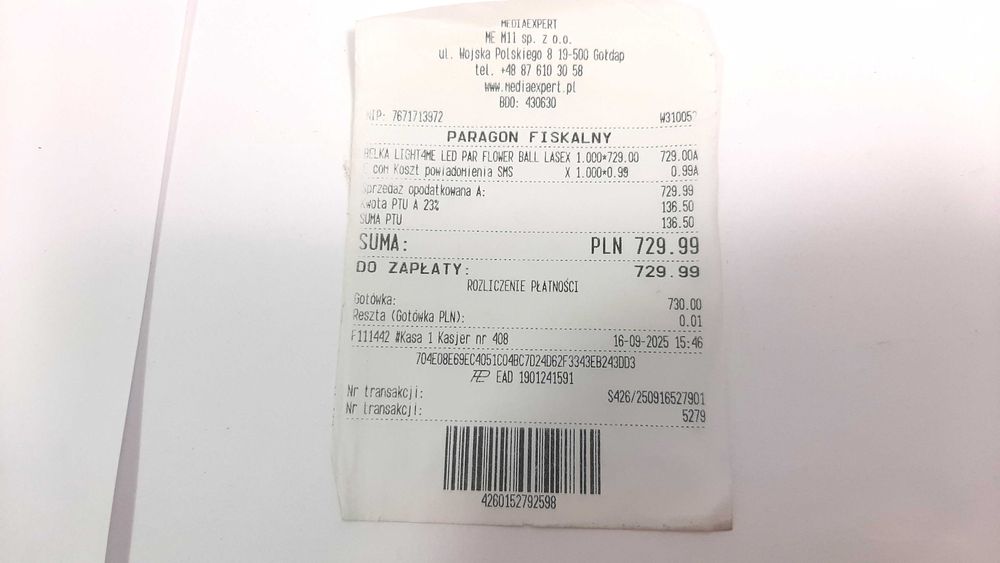 MEDIAEXPERT
ME M11 sp. z o.o.
ul. Wojska Polskiego 8 19-500 Gołdap
tel. +48 87 610 30 58
www.mediaexpert.pl
BDO: 430630
NIP: 7671713972 W310052
PARAGON FISKALNY
BELKA LIGHT4ME LED PAR FLOWER BALL LASEX 1.000*729.00 729.00A
E com Koszt powiadomienia SMS X 1.000*0.99 0.99A
Sprzedaż opodatkowana A: 729.99
Kwota PTU A 23% 136.50
SUMA PTU 136.50
SUMA: PLN 729.99
DO ZAPŁATY: 729.99
ROZLICZENIE PŁATNOŚCI
Gotówka: 730.00
Reszta (Gotówka PLN): 0.01
F111442 #Kasa 1 Kasjer nr 408 16-09-2025 15:46
704E08E69EC4051C04BC7D24D62F3343EB243DD3
EAD 1901241591
Nr transakcji: S426/250916527901
Nr transakcji: 5279
4260152792598